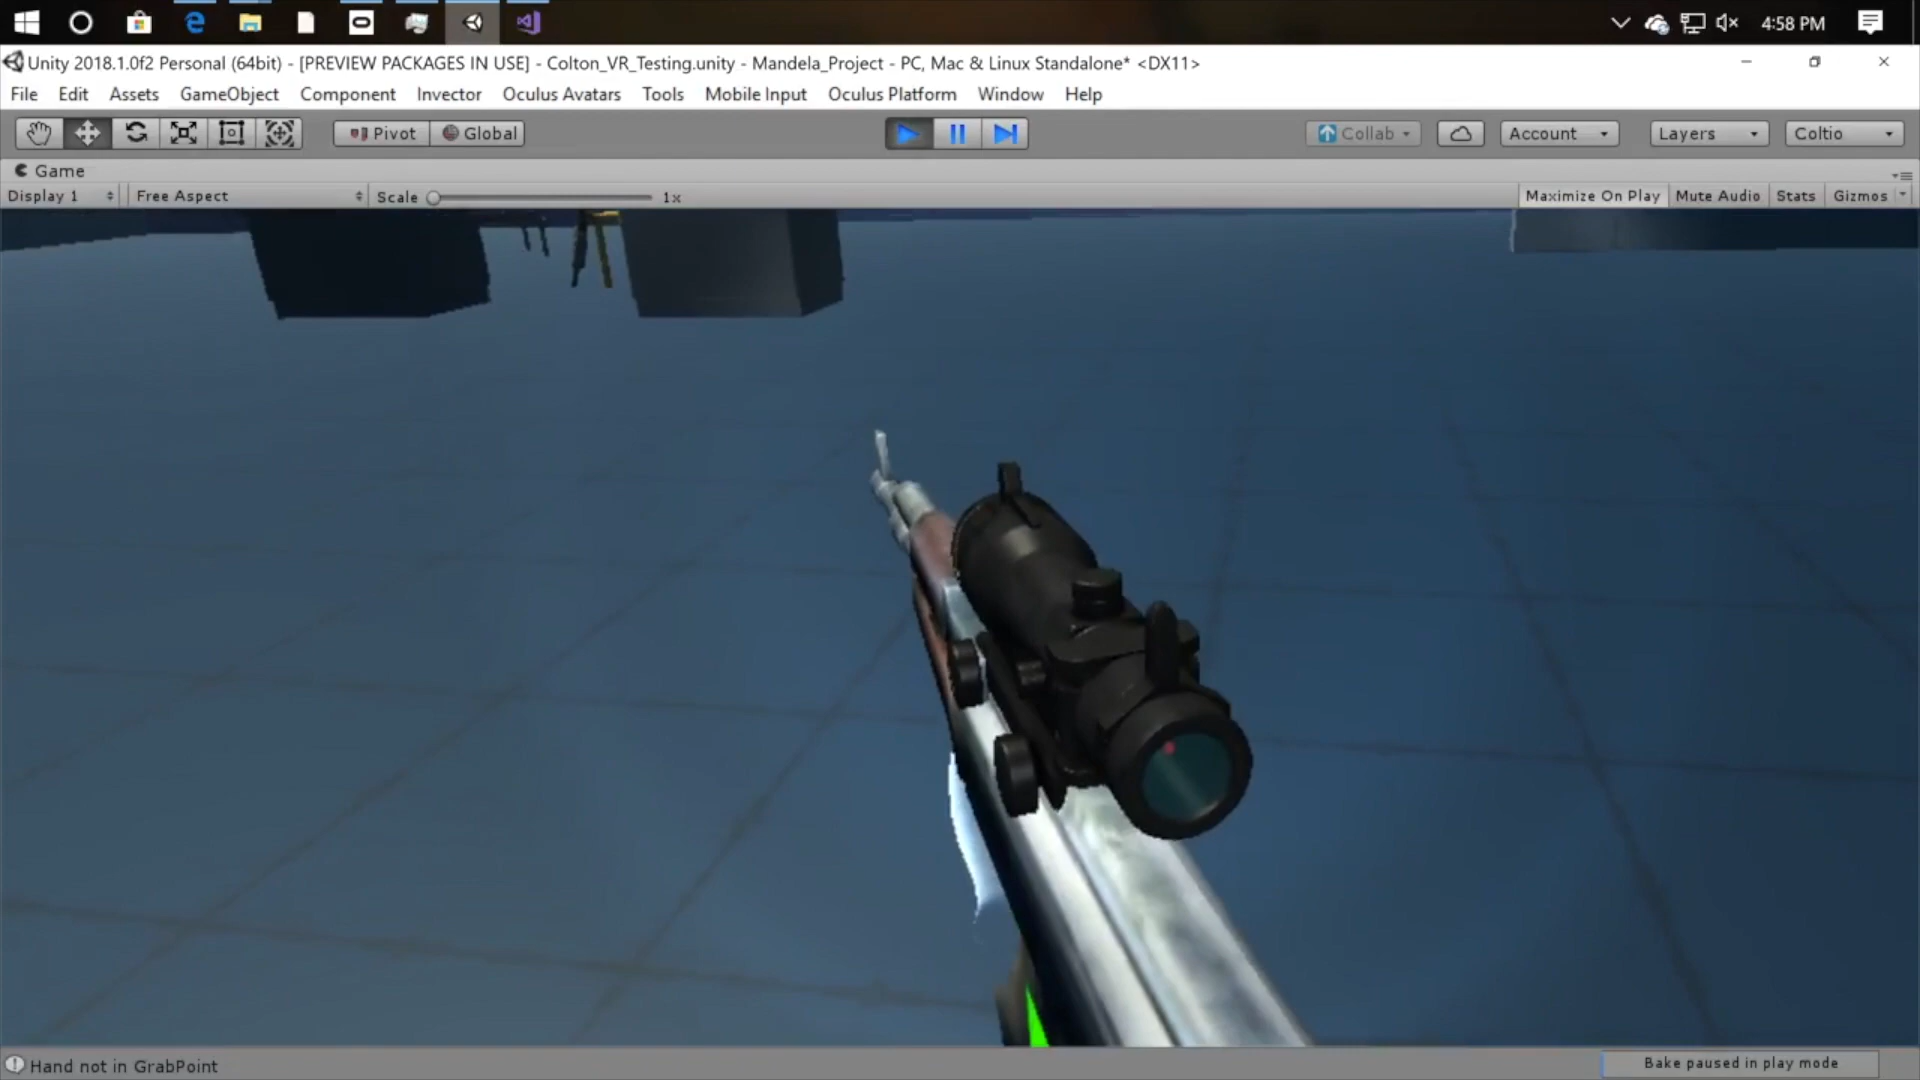 4:58 PM
Unity 2018.1.0f2 Personal (64bit) - [PREVIEW PACKAGES IN USE] - Colton_VR_Testing.unity - Mandela_Project - PC, Mac & Linux Standalone* <DX11>
File Edit Assets GameObject Component Invector Oculus Avatars Tools Mobile Input Oculus Platform Window Help
Pivot Global Collab Account Layers Coltio
Game
Display 1 Free Aspect Scale 1x Maximize On Play Mute Audio Stats Gizmos
Hand not in GrabPoint Bake paused in play mode